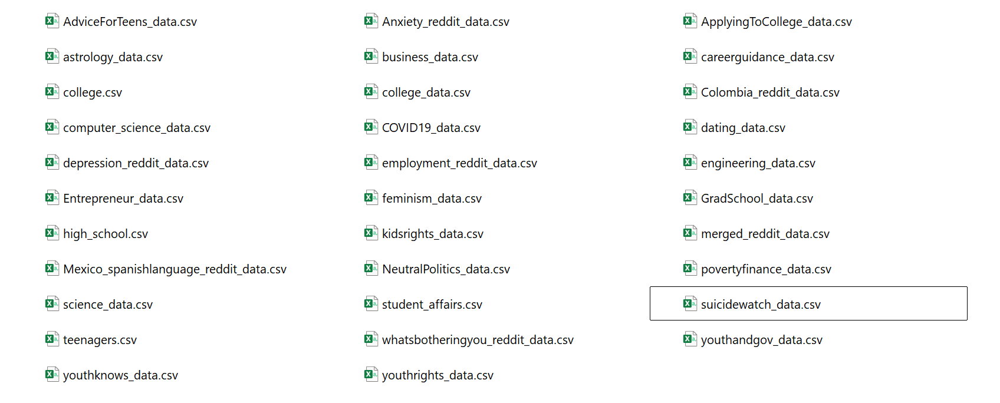 AdviceForTeens_data.csv
Anxiety_reddit_data.csv
ApplyingToCollege_data.csv
astrology_data.csv
business_data.csv
careerguidance_data.csv
college.csv
college_data.csv
Colombia_reddit_data.csv
computer_science_data.csv
COVID19_data.csv
dating_data.csv
depression_reddit_data.csv
employment_reddit_data.csv
engineering_data.csv
Entrepreneur_data.csv
feminism_data.csv
GradSchool_data.csv
high_school.csv
kidsrights_data.csv
merged_reddit_data.csv
Mexico_spanishlanguage_reddit_data.csv
NeutralPolitics_data.csv
povertyfinance_data.csv
science_data.csv
student_affairs.csv
suicidewatch_data.csv
teenagers.csv
whatsbotheringyou_reddit_data.csv
youthandgov_data.csv
youthknows_data.csv
youthrights_data.csv